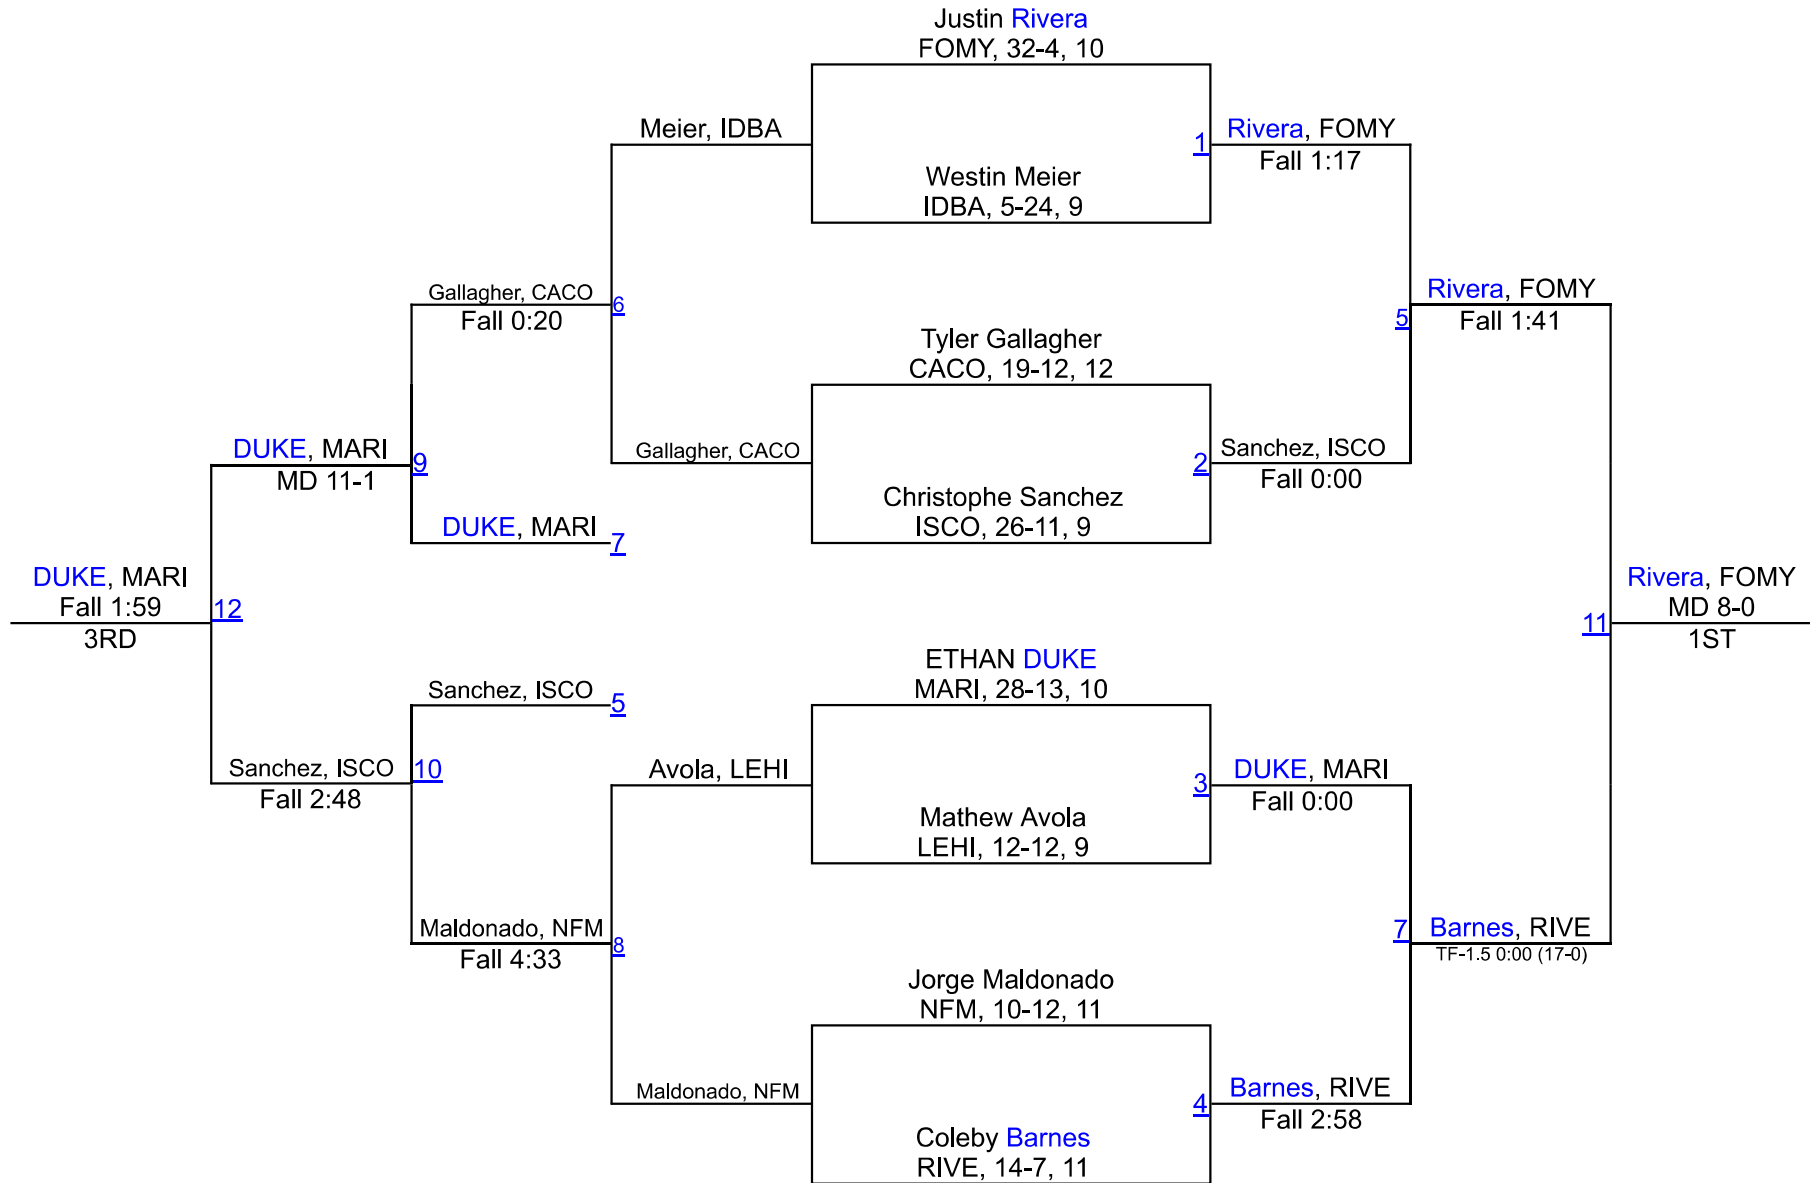 Justin Rivera
FOMY, 32-4, 10
Meier, IDBA
1
Rivera, FOMY
Fall 1:17
Westin Meier
IDBA, 5-24, 9
Gallagher, CACO
Fall 0:20
6
Rivera, FOMY
Fall 1:41
5
Tyler Gallagher
CACO, 19-12, 12
DUKE, MARI
MD 11-1
9
Gallagher, CACO
2
Sanchez, ISCO
Fall 0:00
Christophe Sanchez
ISCO, 26-11, 9
DUKE, MARI
7
DUKE, MARI
Fall 1:59
3RD
12
Rivera, FOMY
MD 8-0
1ST
11
ETHAN DUKE
MARI, 28-13, 10
Sanchez, ISCO
5
Sanchez, ISCO
Fall 2:48
10
Avola, LEHI
3
DUKE, MARI
Fall 0:00
Mathew Avola
LEHI, 12-12, 9
Maldonado, NFM
Fall 4:33
8
7
Barnes, RIVE
TF-1.5 0:00 (17-0)
Jorge Maldonado
NFM, 10-12, 11
Maldonado, NFM
4
Barnes, RIVE
Fall 2:58
Coleby Barnes
RIVE, 14-7, 11